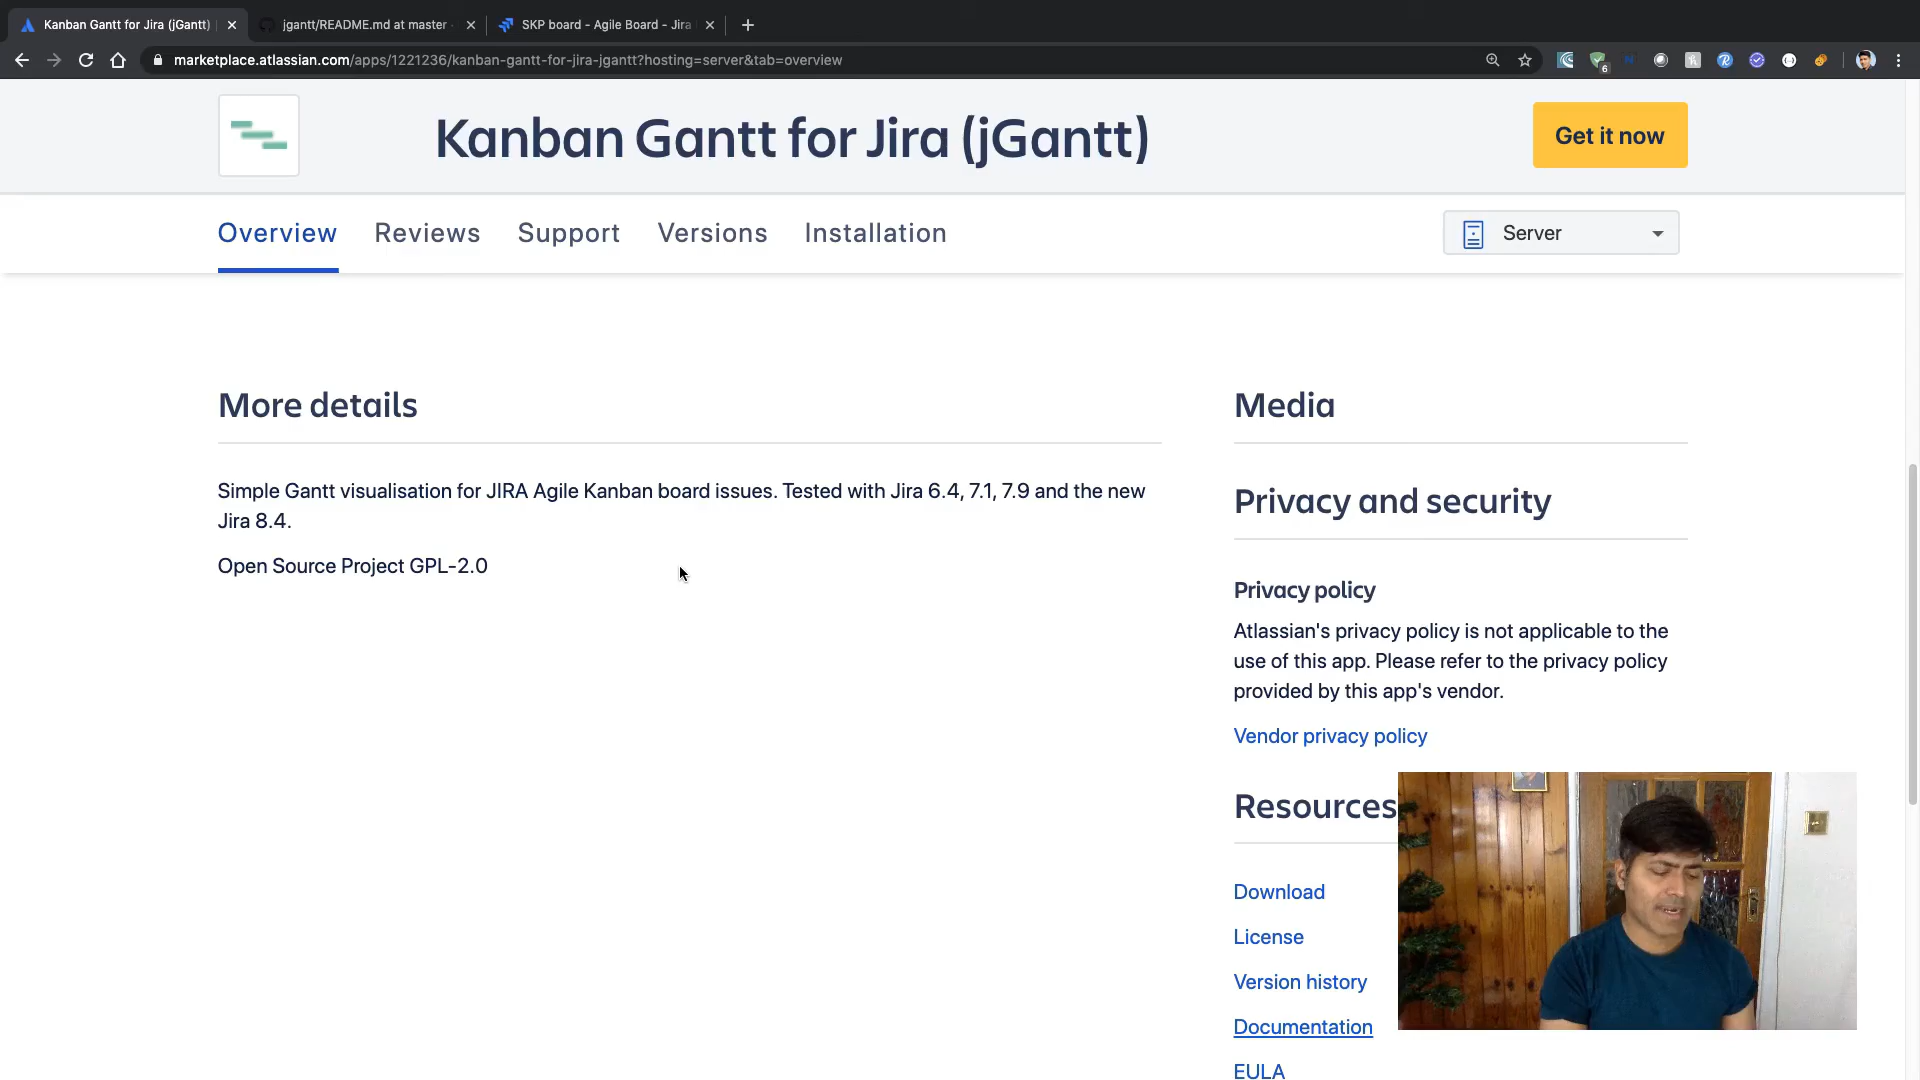 Kanban Gantt for Jira (jGantt)
jgantt/README.md at master
SKP board - Agile Board - Jira
marketplace.atlassian.com/apps/1221236/kanban-gantt-for-jira-jgantt?hosting=server&tab=overview
6
Kanban Gantt for Jira (jGantt)
Get it now
Overview
Reviews
Support
Versions
Installation
Server
More details
Simple Gantt visualisation for JIRA Agile Kanban board issues. Tested with Jira 6.4, 7.1, 7.9 and the new
Jira 8.4.
Open Source Project GPL-2.0
Media
Privacy and security
Privacy policy
Atlassian's privacy policy is not applicable to the
use of this app. Please refer to the privacy policy
provided by this app's vendor.
Vendor privacy policy
Resources
Download
License
Version history
Documentation
EULA